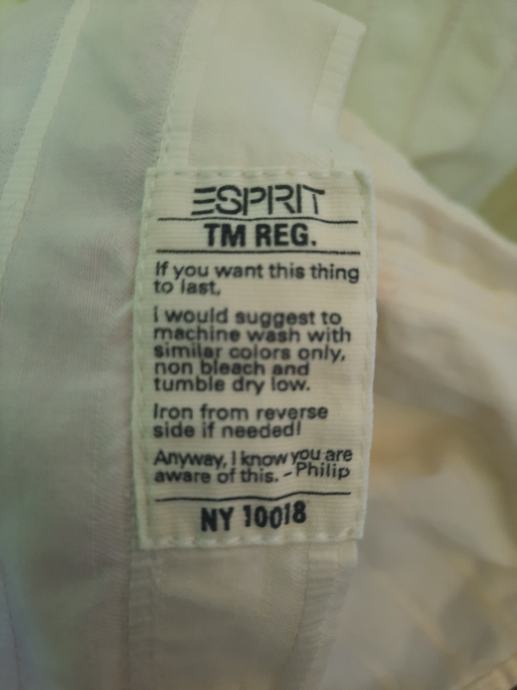 ESPRIT
TM REG.
If you want this thing
to last,
I would suggest to
machine wash with
similar colors only,
non bleach and
tumble dry low.
Iron from reverse
side if needed!
Anyway, I know you are
aware of this. - Philip
NY 10018